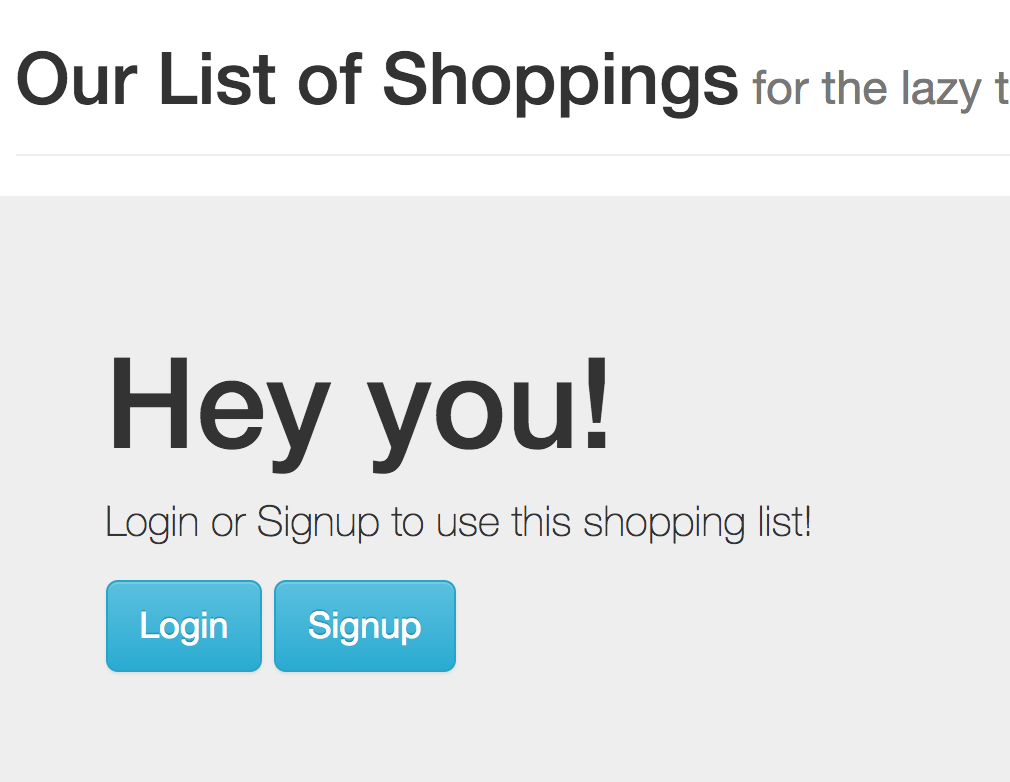 Our List of Shoppings for the lazy t
Hey you!
Login or Signup to use this shopping list!
Login Signup